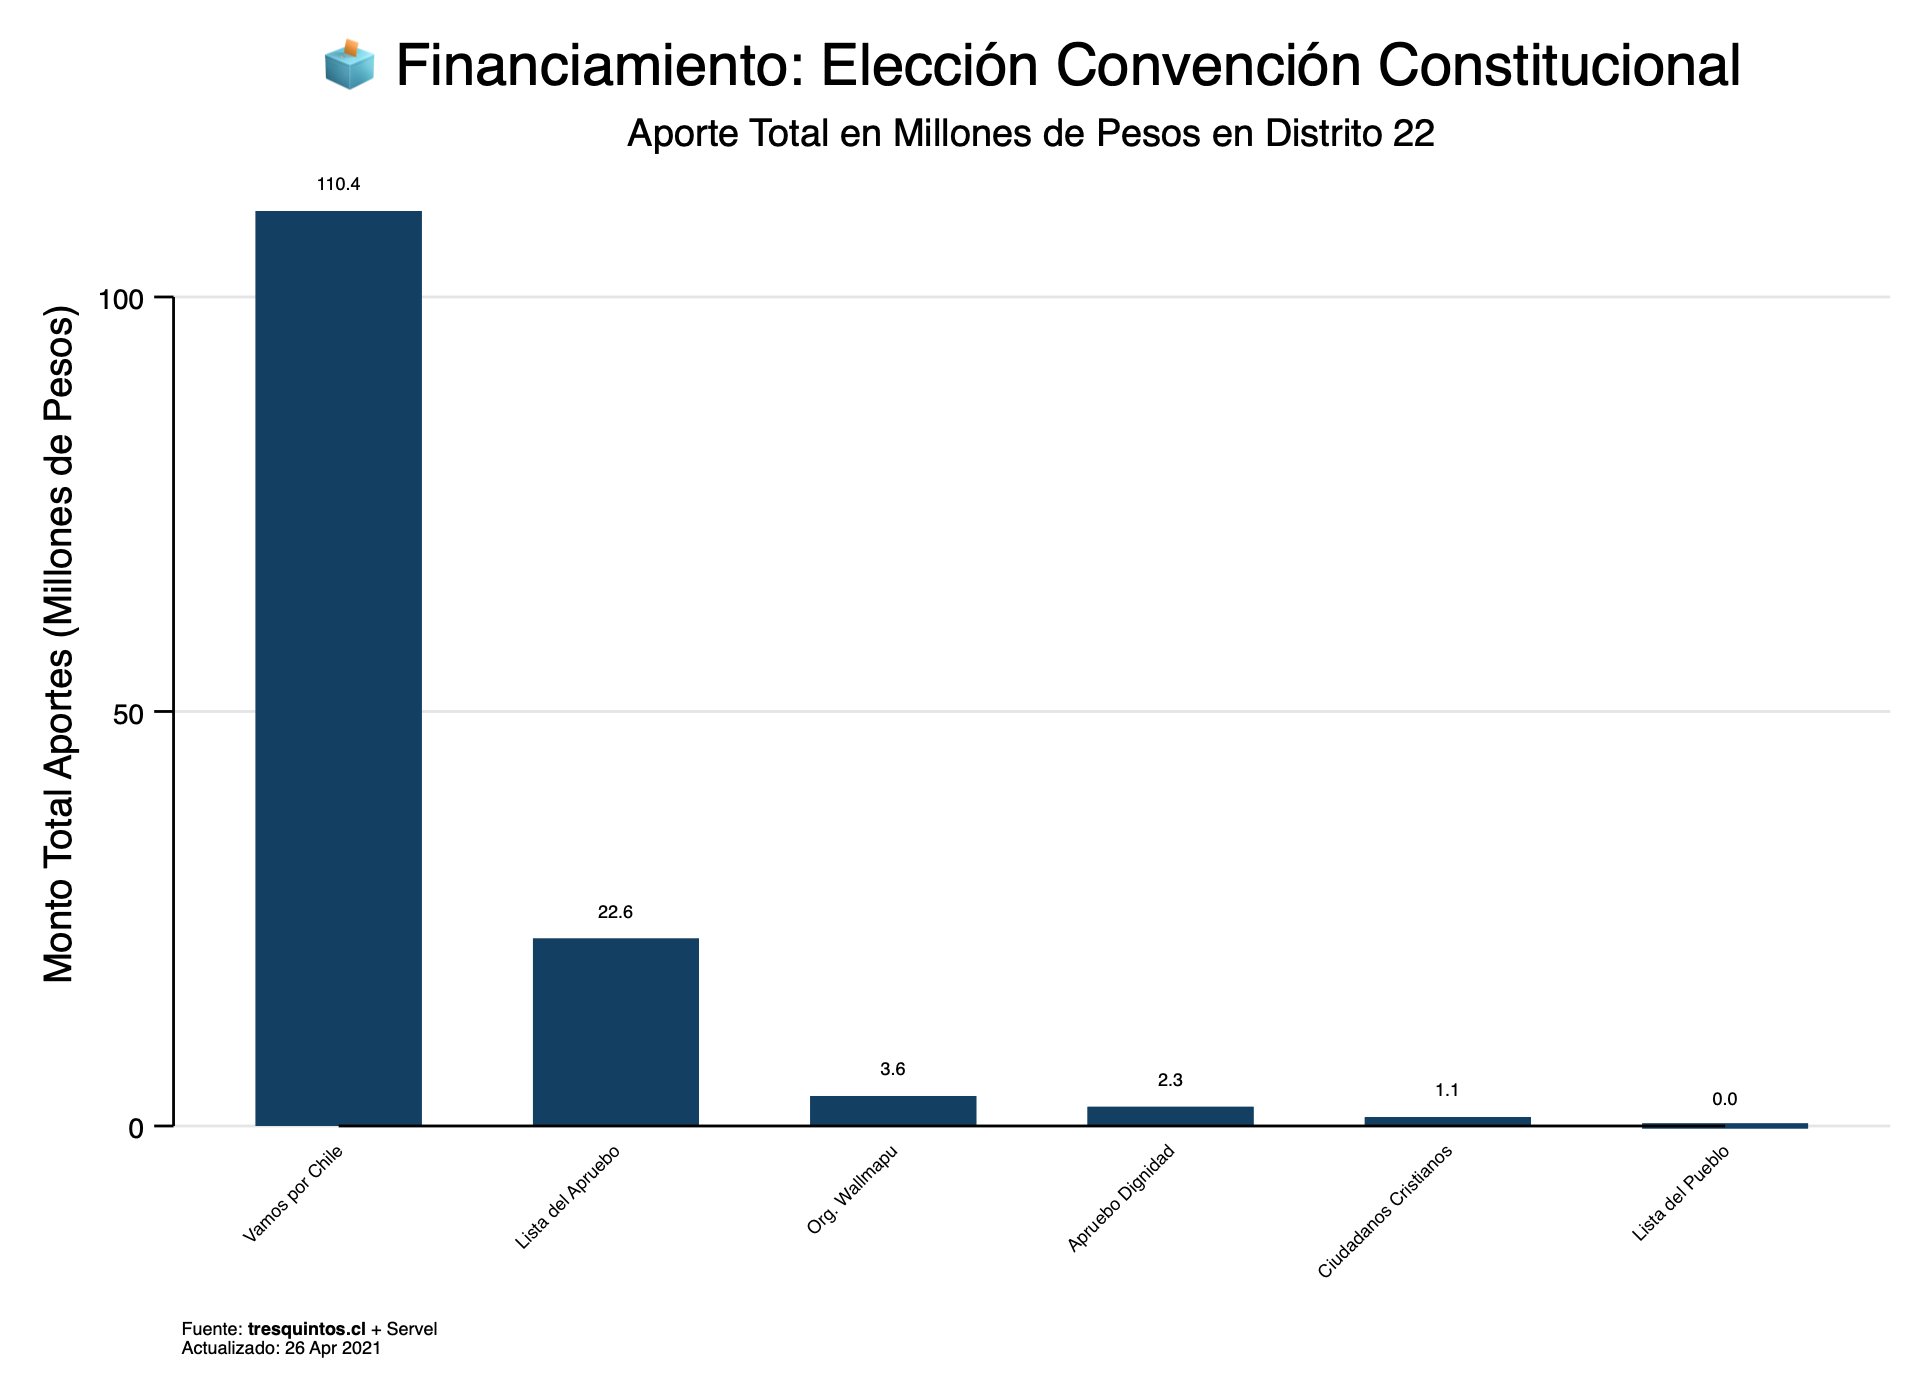 Financiamiento: Elección Convención Constitucional
Aporte Total en Millones de Pesos en Distrito 22
Monto Total Aportes (Millones de Pesos)
100
50
0
110.4
22.6
3.6
2.3
1.1
0.0
Vamos por Chile
Lista del Apruebo
Org. Wallmapu
Apruebo Dignidad
Ciudadanos Cristianos
Lista del Pueblo
Fuente: tresquintos.cl + Servel
Actualizado: 26 Apr 2021